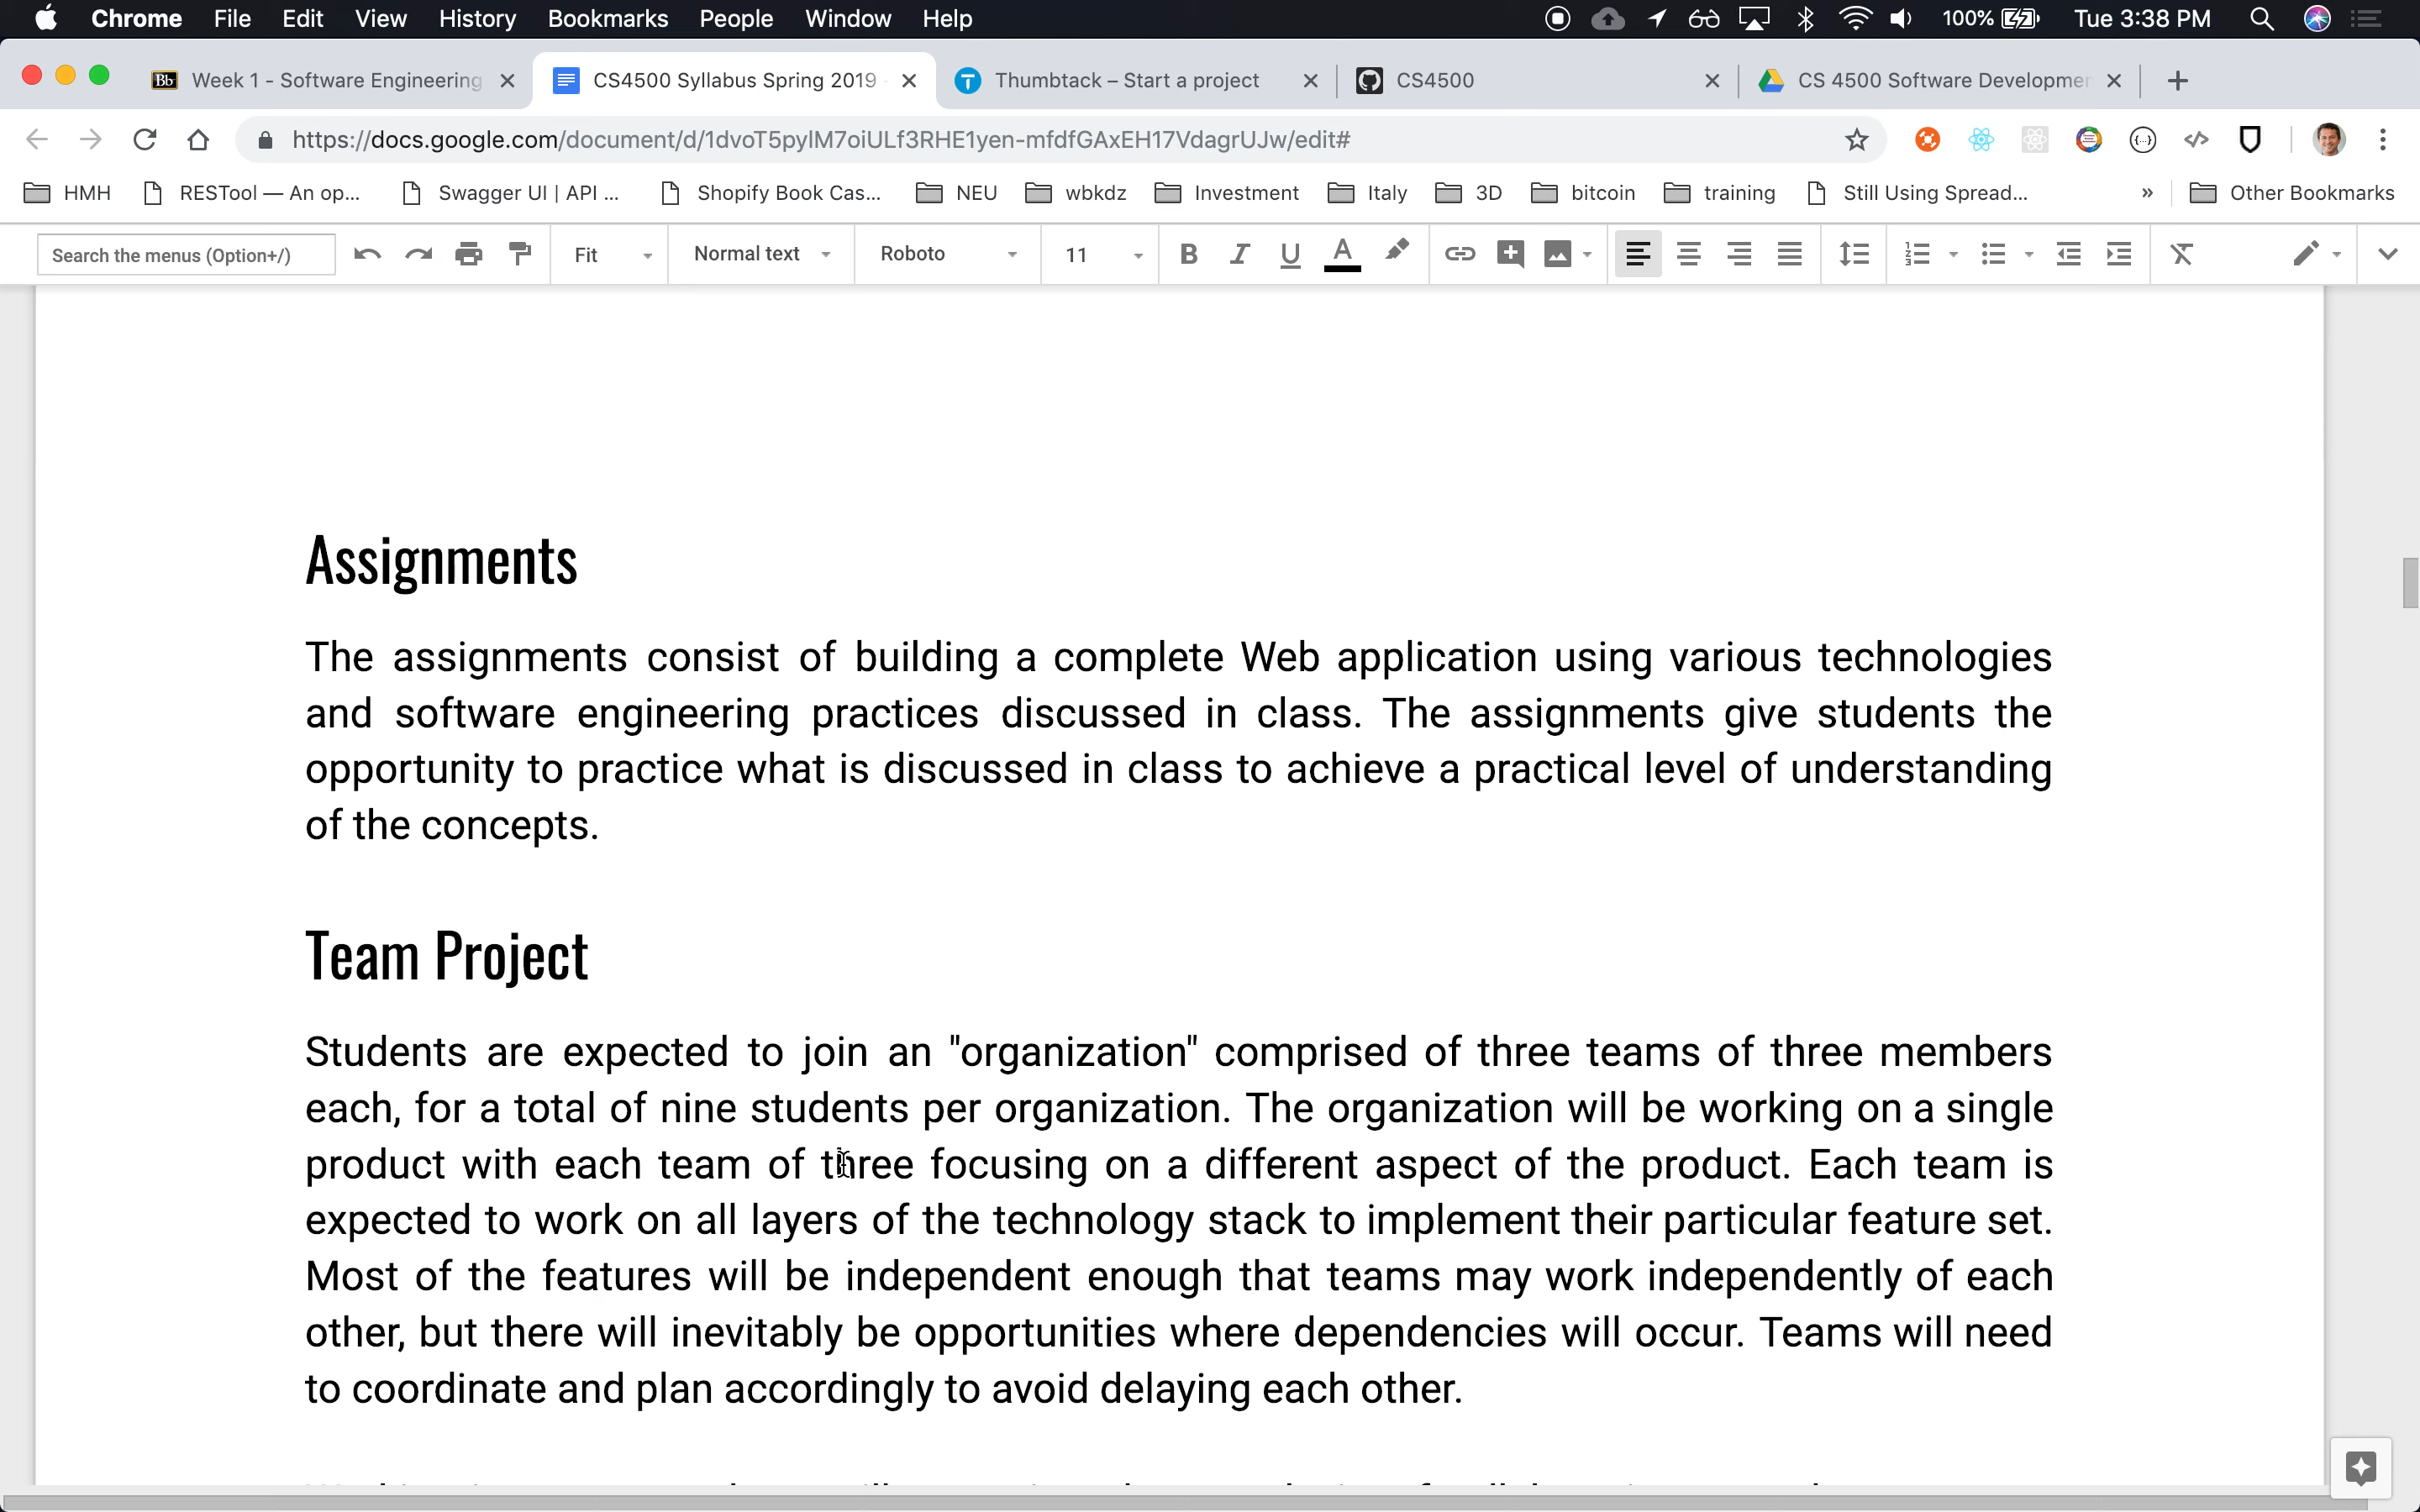 Chrome File Edit View History Bookmarks People Window Help 100% Tue 3:38 PM
Bb Week 1 - Software Engineering CS4500 Syllabus Spring 2019 - Thumbtack – Start a project CS4500 CS 4500 Software Developmen
https://docs.google.com/document/d/1dvoT5pylM7oiULf3RHE1yen-mfdfGAxEH17VdagrUJw/edit#
HMH RESTool — An op... Swagger UI | API ... Shopify Book Cas... NEU wbkdz Investment Italy 3D bitcoin training Still Using Spread... » Other Bookmarks
Search the menus (Option+/) Fit Normal text Roboto 11 B I U A
Assignments
The assignments consist of building a complete Web application using various technologies
and software engineering practices discussed in class. The assignments give students the
opportunity to practice what is discussed in class to achieve a practical level of understanding
of the concepts.
Team Project
Students are expected to join an "organization" comprised of three teams of three members
each, for a total of nine students per organization. The organization will be working on a single
product with each team of three focusing on a different aspect of the product. Each team is
expected to work on all layers of the technology stack to implement their particular feature set.
Most of the features will be independent enough that teams may work independently of each
other, but there will inevitably be opportunities where dependencies will occur. Teams will need
to coordinate and plan accordingly to avoid delaying each other.